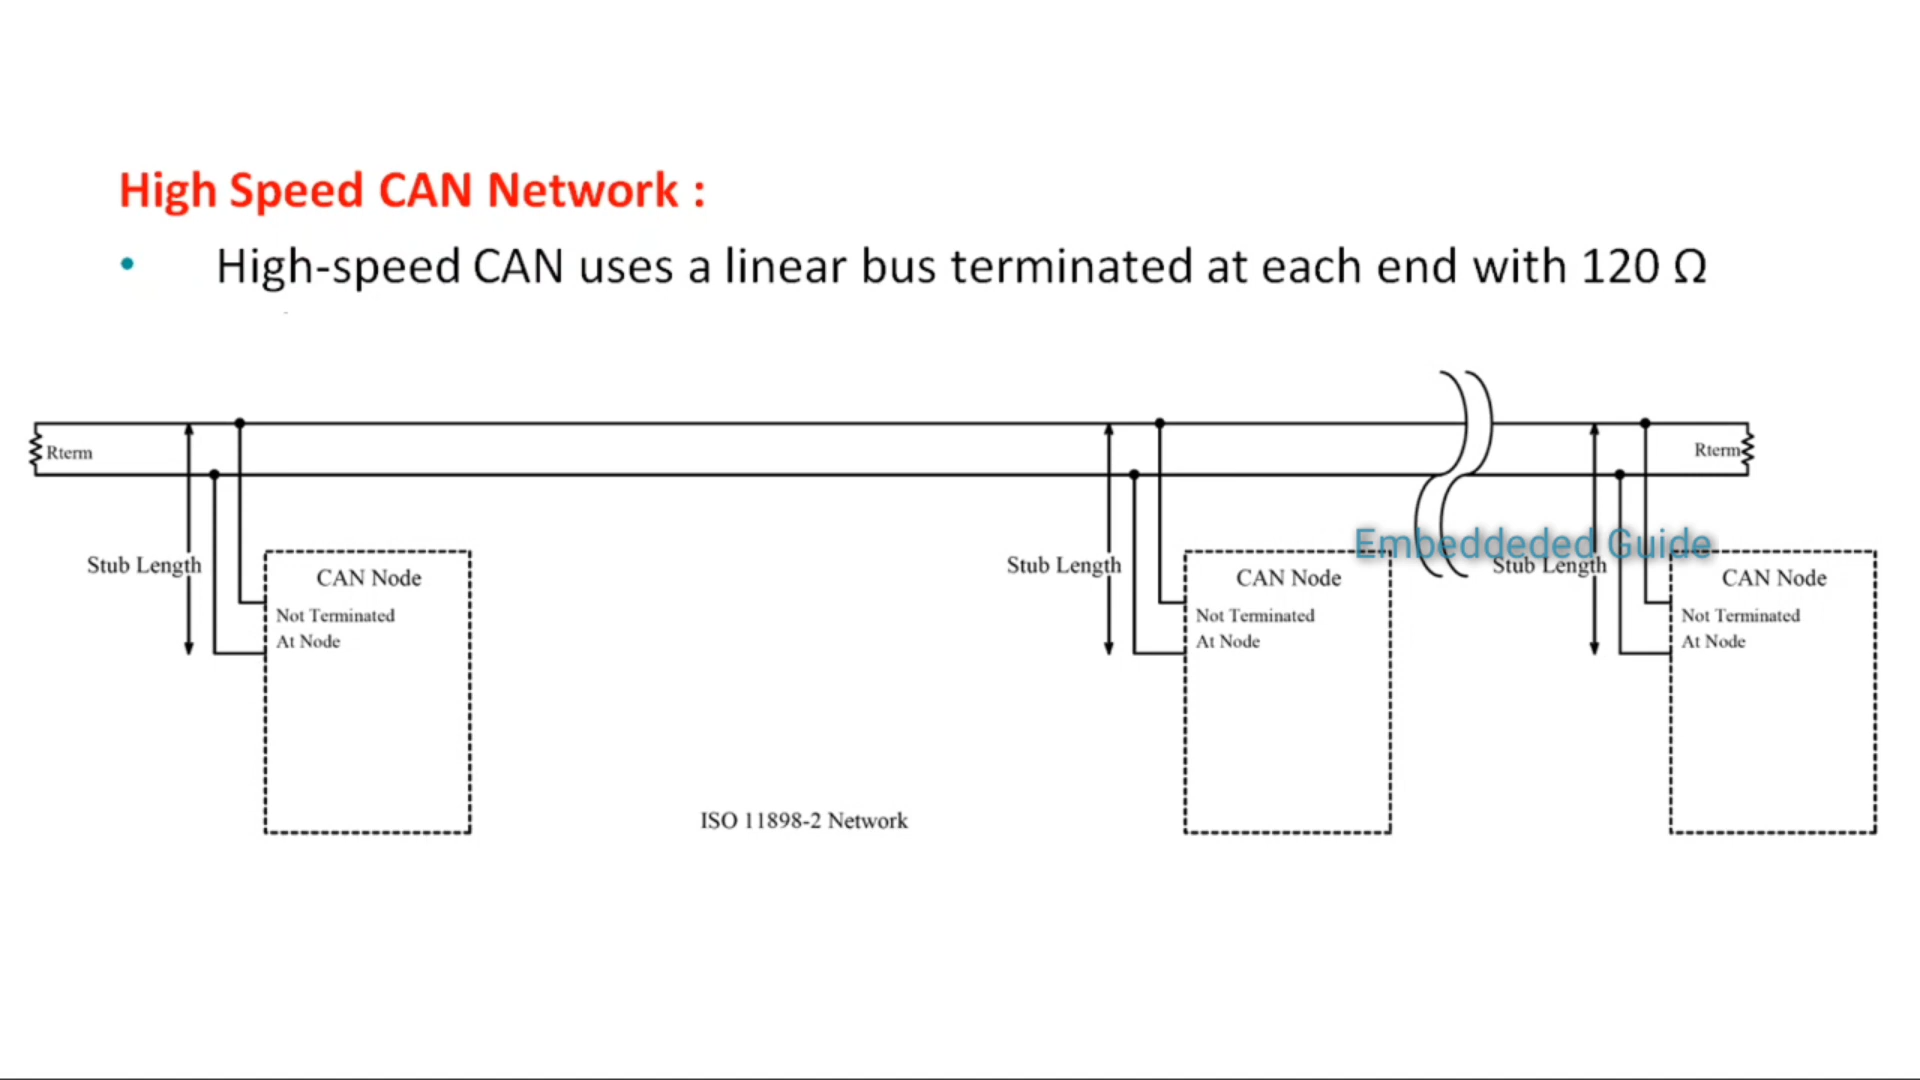 High Speed CAN Network :
• High-speed CAN uses a linear bus terminated at each end with 120 Ω
Rterm
Rterm
Embeddeded Guide
Stub Length
Stub Length
Stub Length
CAN Node
Not Terminated
At Node
CAN Node
Not Terminated
At Node
CAN Node
Not Terminated
At Node
ISO 11898-2 Network